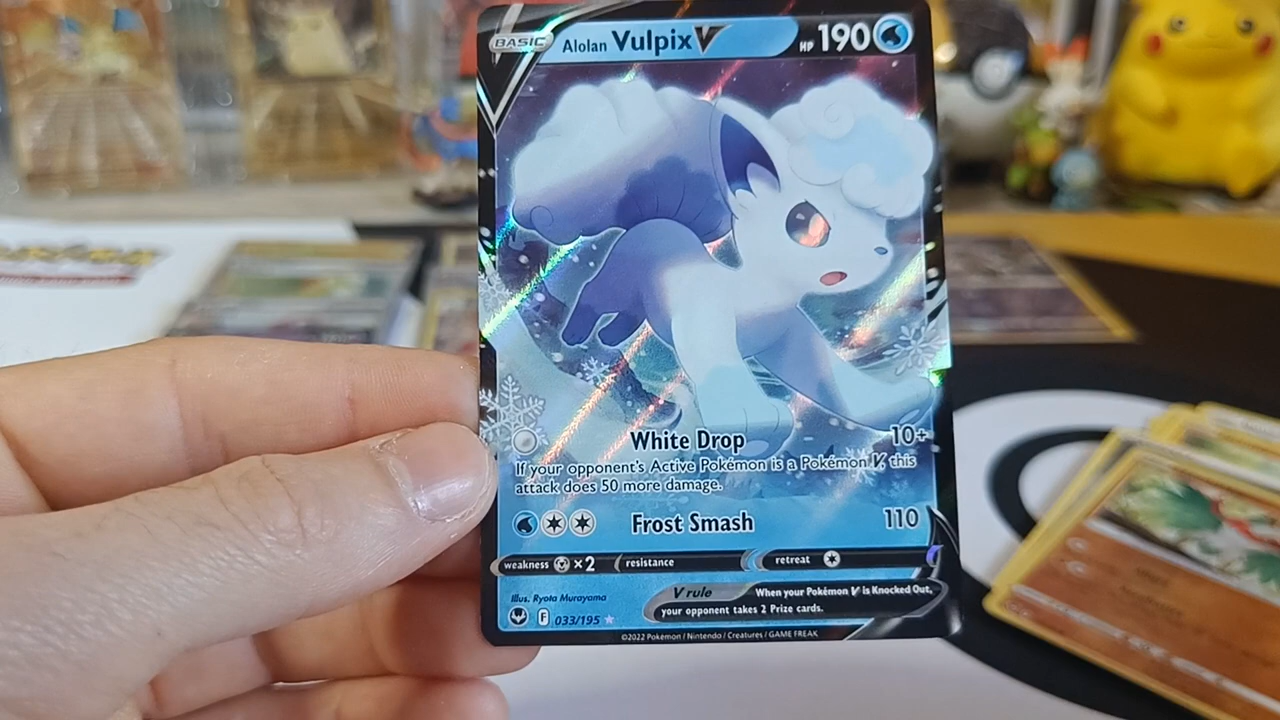 BASIC Alolan Vulpix V HP 190
White Drop 10+
If your opponent's Active Pokémon is a Pokémon V, this
attack does 50 more damage.
Frost Smash 110
weakness ×2 resistance retreat
Illus. Ryota Murayama
V rule When your Pokémon V is Knocked Out,
your opponent takes 2 Prize cards.
F 033/195 ★
©2022 Pokémon / Nintendo / Creatures / GAME FREAK